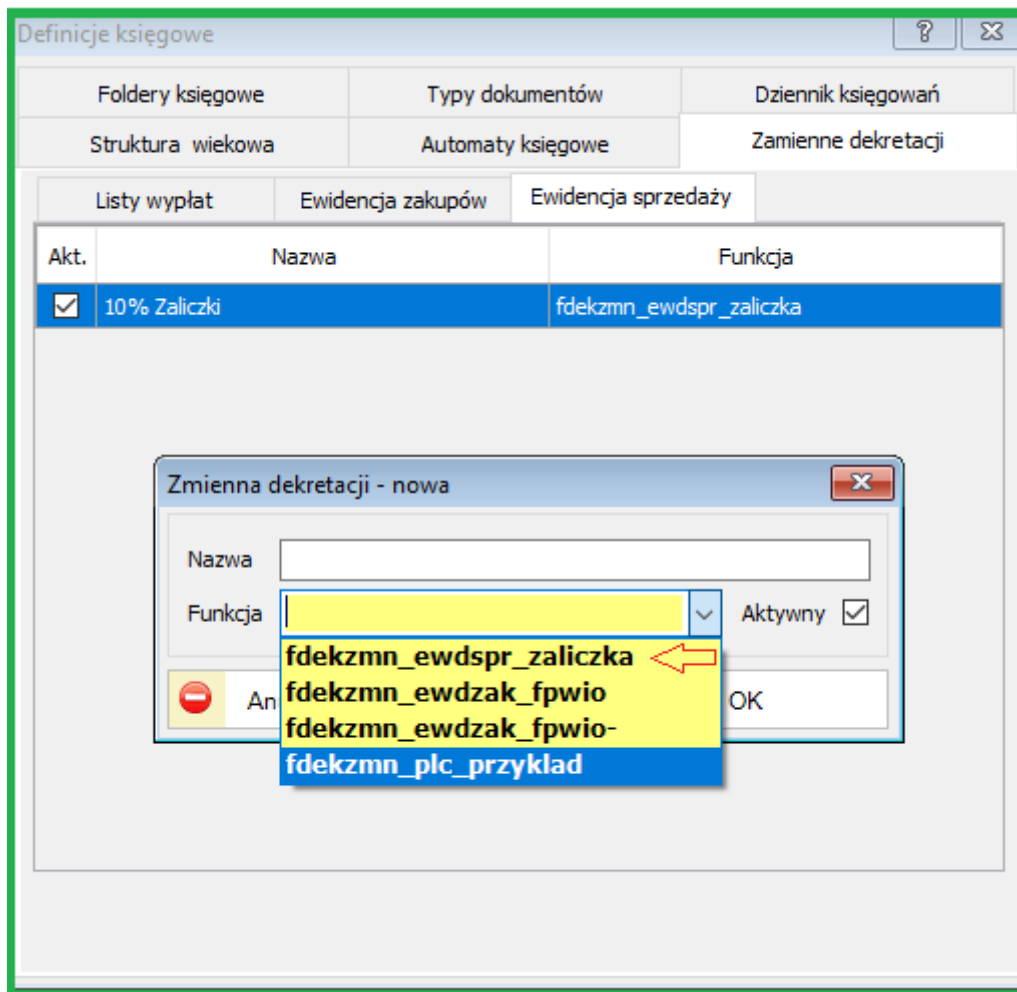 Definicje księgowe
Foldery księgowe Typy dokumentów Dziennik księgowań
Struktura wiekowa Automaty księgowe Zamienne dekretacji
Listy wypłat Ewidencja zakupów Ewidencja sprzedaży
Akt. Nazwa Funkcja
10% Zaliczki fdekzmn_ewdspr_zaliczka
Zmienna dekretacji - nowa
Nazwa
Funkcja Aktywny
fdekzmn_ewdspr_zaliczka
fdekzmn_ewdzak_fpwio
An OK
fdekzmn_ewdzak_fpwio-
fdekzmn_plc_przyklad